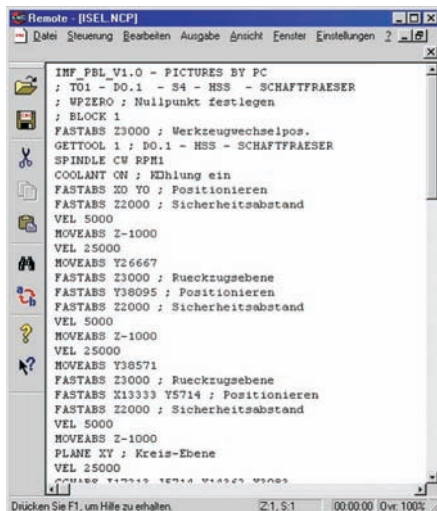 Remote - [ISEL.NCP]
Datei Steuerung Bearbeiten Ausgabe Ansicht Fenster Einstellungen ?
IMF_PBL_V1.0 - PICTURES BY PC
; TO1 - DO.1 - S4 - HSS - SCHAFTFRAESER
; WPZERO ; Nullpunkt festlegen
; BLOCK 1
FASTABS Z3000 ; Werkzeugwechselpos.
GETTOOL 1 ; DO.1 - HSS - SCHAFTFRAESER
SPINDLE CW RPM1
COOLANT ON ; ein
FASTABS X0 Y0 ; Positionieren
FASTABS Z2000 ; Sicherheitsabstand
VEL 5000
MOVEABS Z-1000
VEL 25000
MOVEABS Y26667
FASTABS Z3000 ; Rueckzugsebene
FASTABS Y38095 ; Positionieren
FASTABS Z2000 ; Sicherheitsabstand
VEL 5000
MOVEABS Z-1000
VEL 25000
MOVEABS Y38571
FASTABS Z3000 ; Rueckzugsebene
FASTABS X13333 Y5714 ; Positionieren
FASTABS Z2000 ; Sicherheitsabstand
VEL 5000
MOVEABS Z-1000
PLANE XY ; Kreis-Ebene
VEL 25000
Drücken Sie F1, um Hilfe zu erhalten. Z:1, S:1 00:00:00 Ovr: 100%